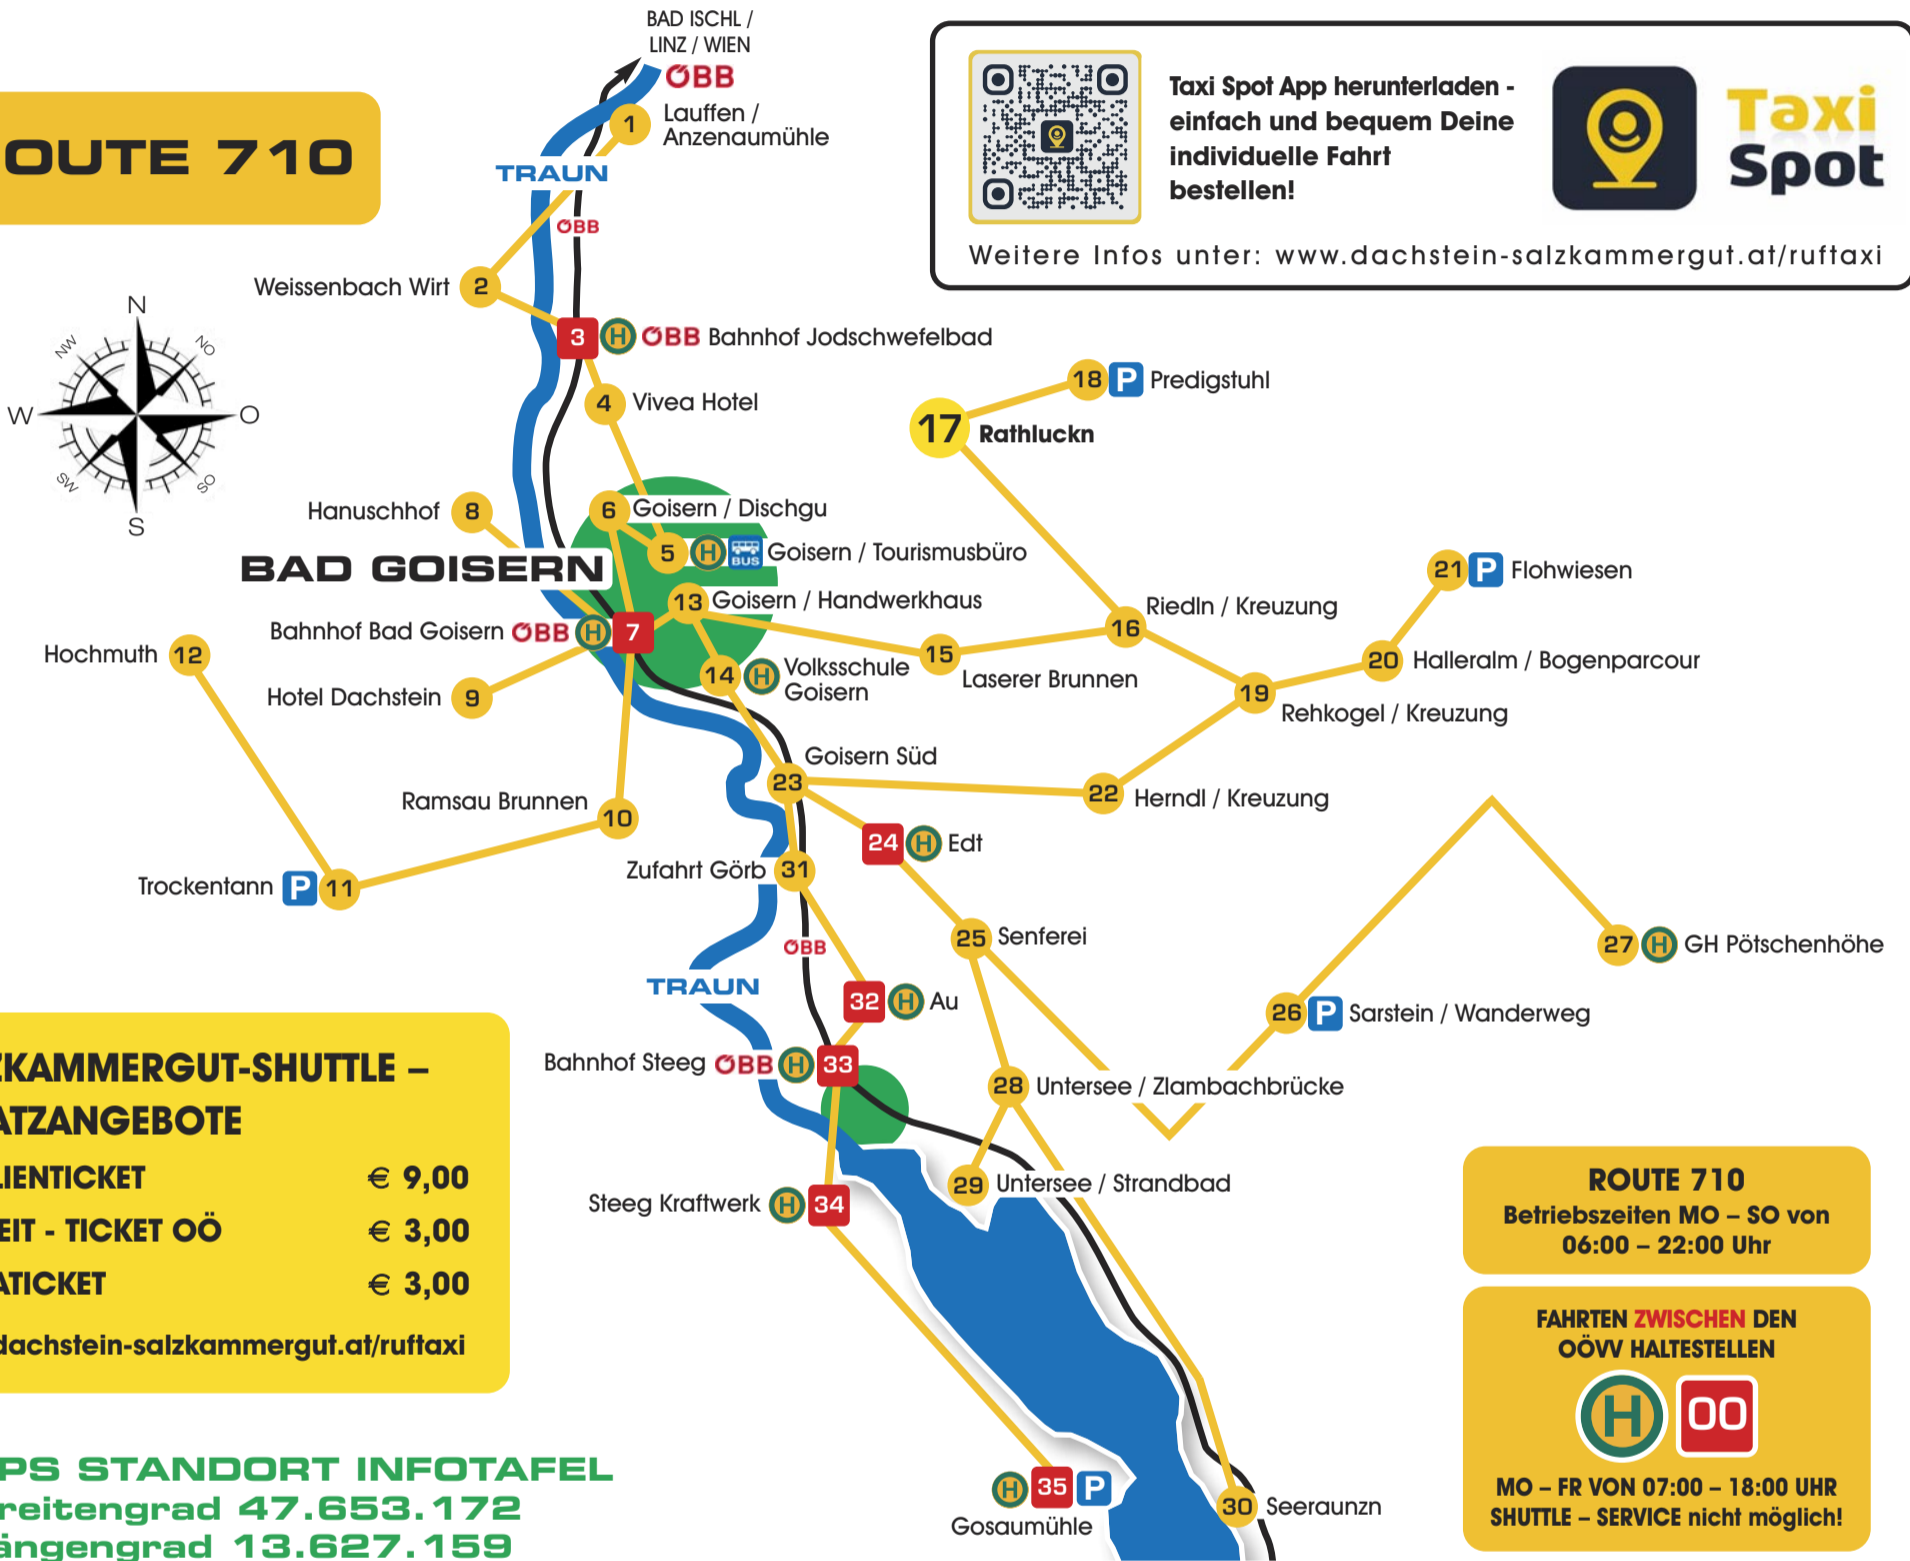 BAD ISCHL /
LINZ / WIEN
ÖBB
1
Lauffen /
Anzenaumühle
OUTE 710
TRAUN
ÖBB
Taxi Spot App herunterladen -
einfach und bequem Deine
individuelle Fahrt
bestellen!
Taxi
Spot
Weitere Infos unter: www.dachstein-salzkammergut.at/ruftaxi
Weissenbach Wirt 2
N
NO
O
SO
S
SW
W
NW
3 H ÖBB Bahnhof Jodschwefelbad
4 Vivea Hotel
18 P Predigstuhl
17 Rathluckn
Hanuschhof 8
6 Goisern / Dischgu
5 H BUS Goisern / Tourismusbüro
BAD GOISERN
21 P Flohwiesen
13 Goisern / Handwerkhaus
Bahnhof Bad Goisern ÖBB H 7
16 Riedln / Kreuzung
Hochmuth 12
15 Laserer Brunnen
20 Halleralm / Bogenparcour
14 H Volksschule
Goisern
Hotel Dachstein 9
19 Rehkogel / Kreuzung
Goisern Süd
23
22 Herndl / Kreuzung
Ramsau Brunnen 10
24 H Edt
Zufahrt Görb 31
Trockentann P 11
25 Senferei
ÖBB
27 H GH Pötschenhöhe
TRAUN
32 H Au
26 P Sarstein / Wanderweg
Bahnhof Steeg ÖBB H 33
28 Untersee / Zlambachbrücke
29 Untersee / Strandbad
Steeg Kraftwerk H 34
ZKAMMERGUT-SHUTTLE –
ATZANGEBOTE
LIENTICKET € 9,00
EIT - TICKET OÖ € 3,00
ATICKET € 3,00
dachstein-salzkammergut.at/ruftaxi
ROUTE 710
Betriebszeiten MO – SO von
06:00 – 22:00 Uhr
FAHRTEN ZWISCHEN DEN
OÖVV HALTESTELLEN
H 00
MO – FR VON 07:00 – 18:00 UHR
SHUTTLE – SERVICE nicht möglich!
H 35 P
Gosaumühle
30 Seeraunzn
PS STANDORT INFOTAFEL
reitengrad 47.653.172
ängengrad 13.627.159